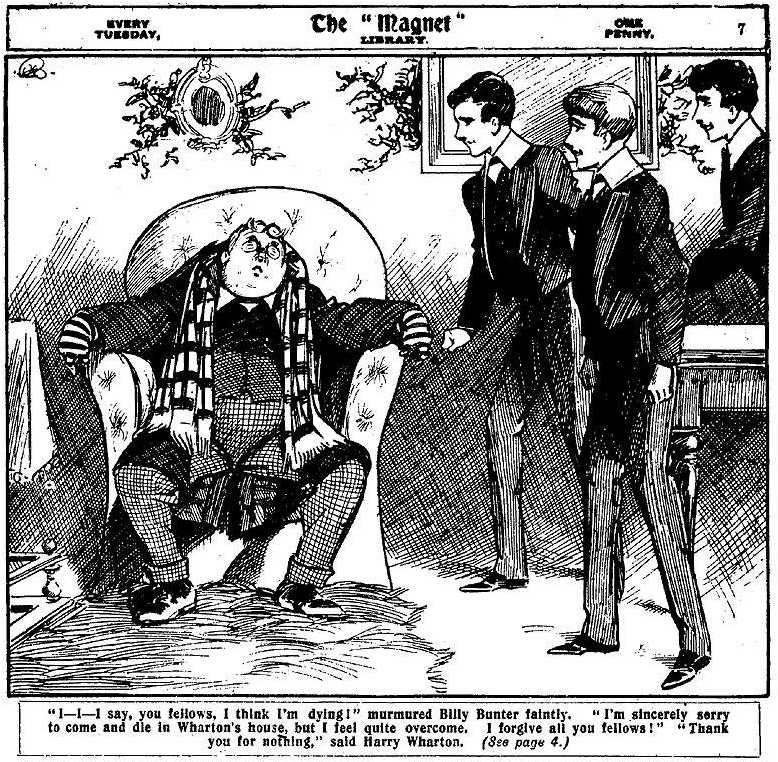 EVERY
TUESDAY,
The "Magnet"
LIBRARY.
ONE
PENNY.
7
"I—I—I say, you fellows, I think I'm dying!" murmured Billy Bunter faintly. "I'm sincerely sorry
to come and die in Wharton's house, but I feel quite overcome. I forgive all you fellows!" "Thank
you for nothing," said Harry Wharton. (See page 4.)